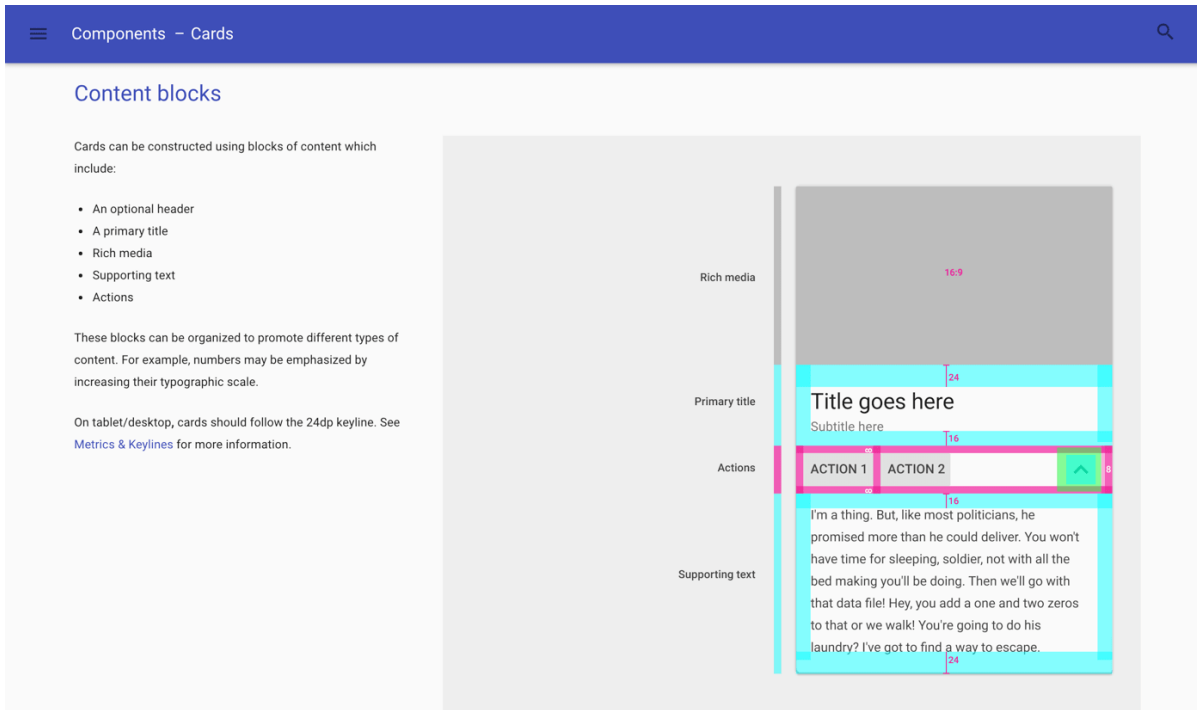 Components – Cards
Content blocks
Cards can be constructed using blocks of content which
include:
• An optional header
• A primary title
• Rich media
• Supporting text
• Actions
These blocks can be organized to promote different types of
content. For example, numbers may be emphasized by
increasing their typographic scale.
On tablet/desktop, cards should follow the 24dp keyline. See
Metrics & Keylines for more information.
Rich media
16:9
24
Primary title
Title goes here
Subtitle here
16
8
Actions
ACTION 1 ACTION 2
8
8
16
I'm a thing. But, like most politicians, he
promised more than he could deliver. You won't
have time for sleeping, soldier, not with all the
bed making you'll be doing. Then we'll go with
Supporting text
that data file! Hey, you add a one and two zeros
to that or we walk! You're going to do his
laundry? I've got to find a way to escape.
24